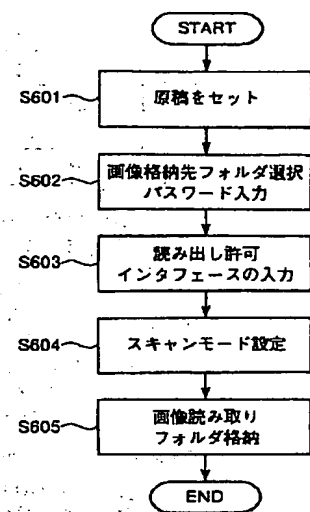 START
S601
原稿をセット
S602
画像格納先フォルダ選択
パスワード入力
S603
読み出し許可
インタフェースの入力
S604
スキャンモード設定
S605
画像読み取り
フォルダ格納
END